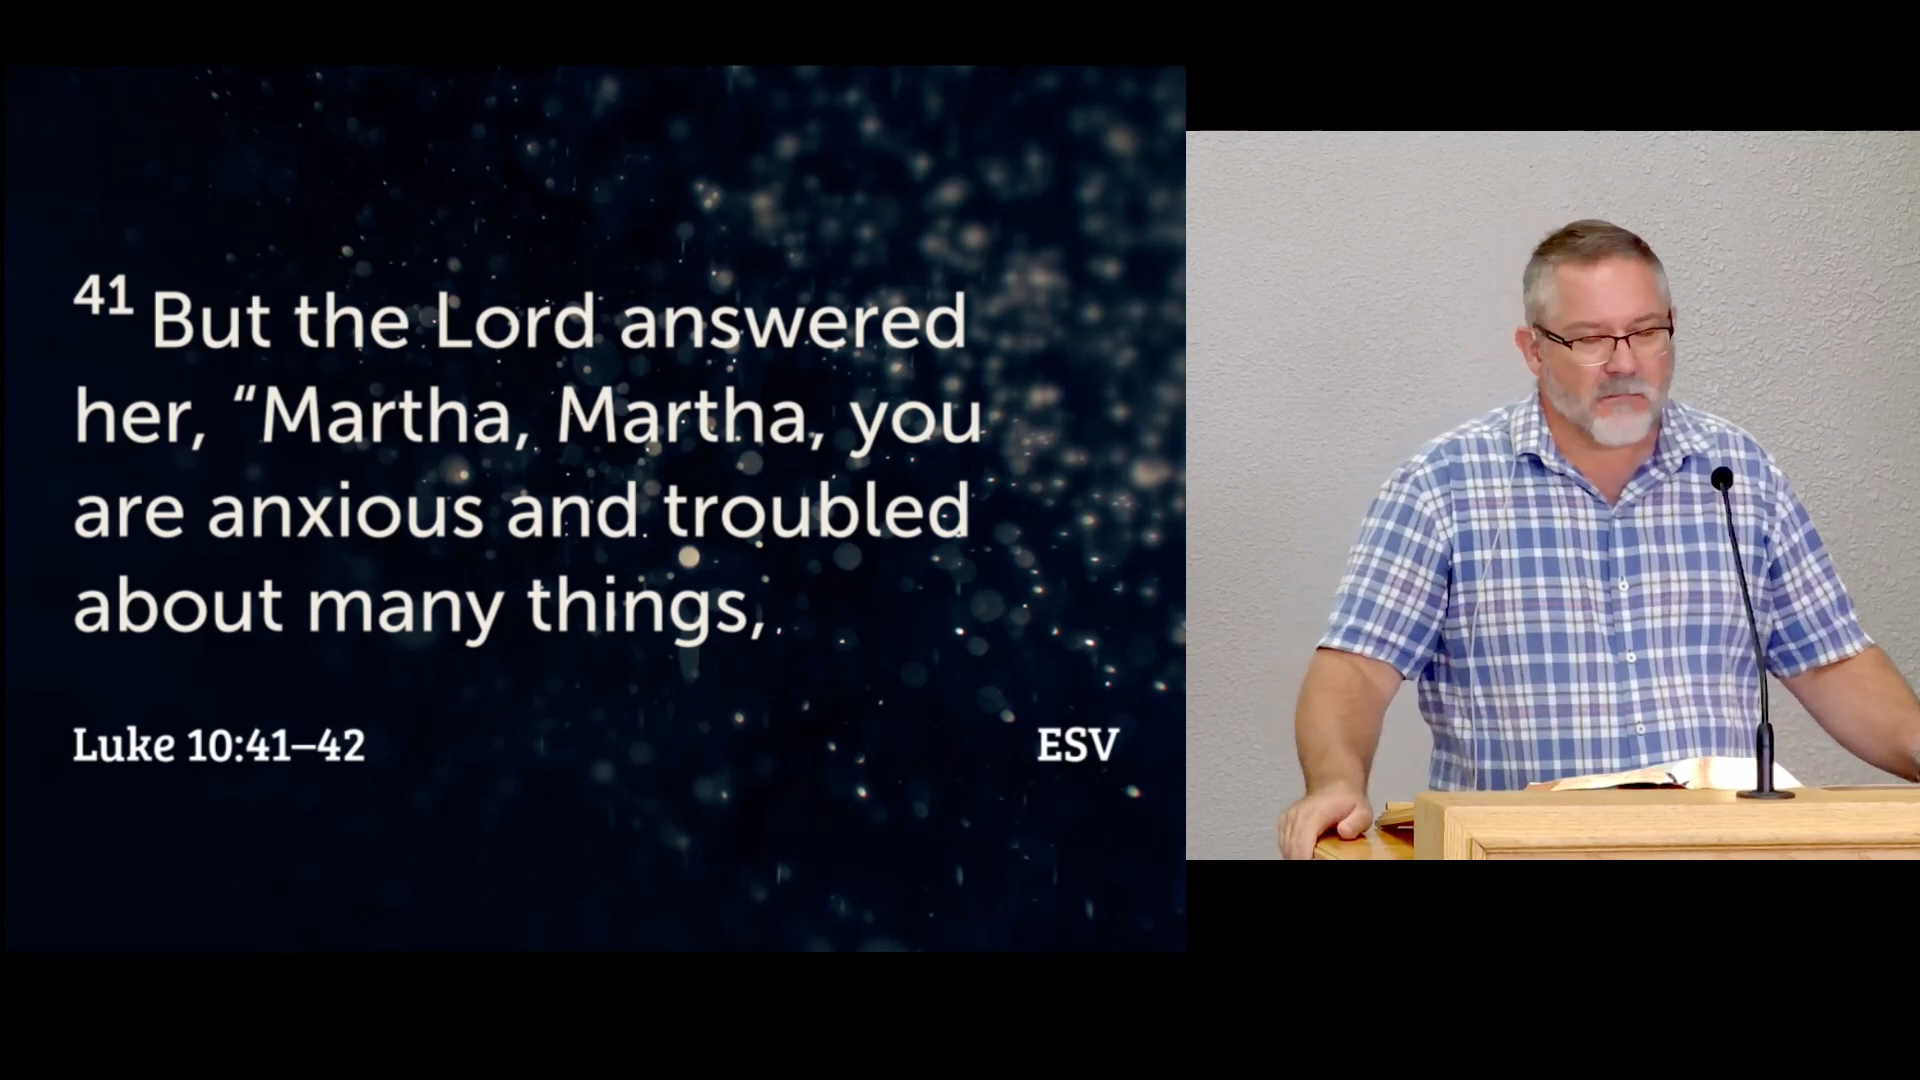 41 But the Lord answered
her, “Martha, Martha, you
are anxious and troubled
about many things,
Luke 10:41–42
ESV